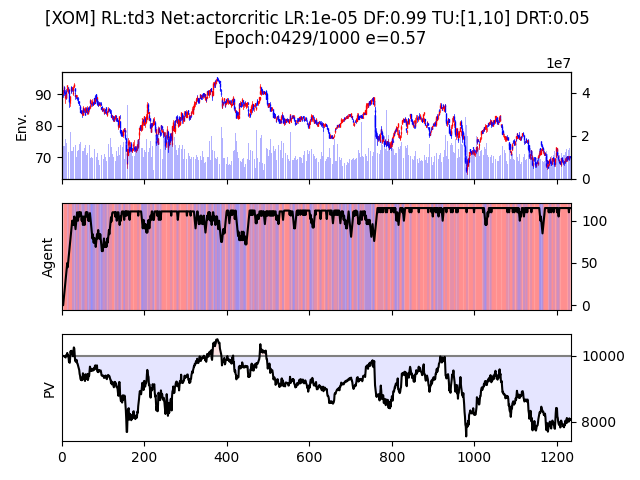 [XOM] RL:td3 Net:actorcritic LR:1e-05 DF:0.99 TU:[1,10] DRT:0.05
Epoch:0429/1000 e=0.57
1e7
90
80
70
Env.
4
2
0
Agent
100
50
0
PV
10000
8000
0 200 400 600 800 1000 1200